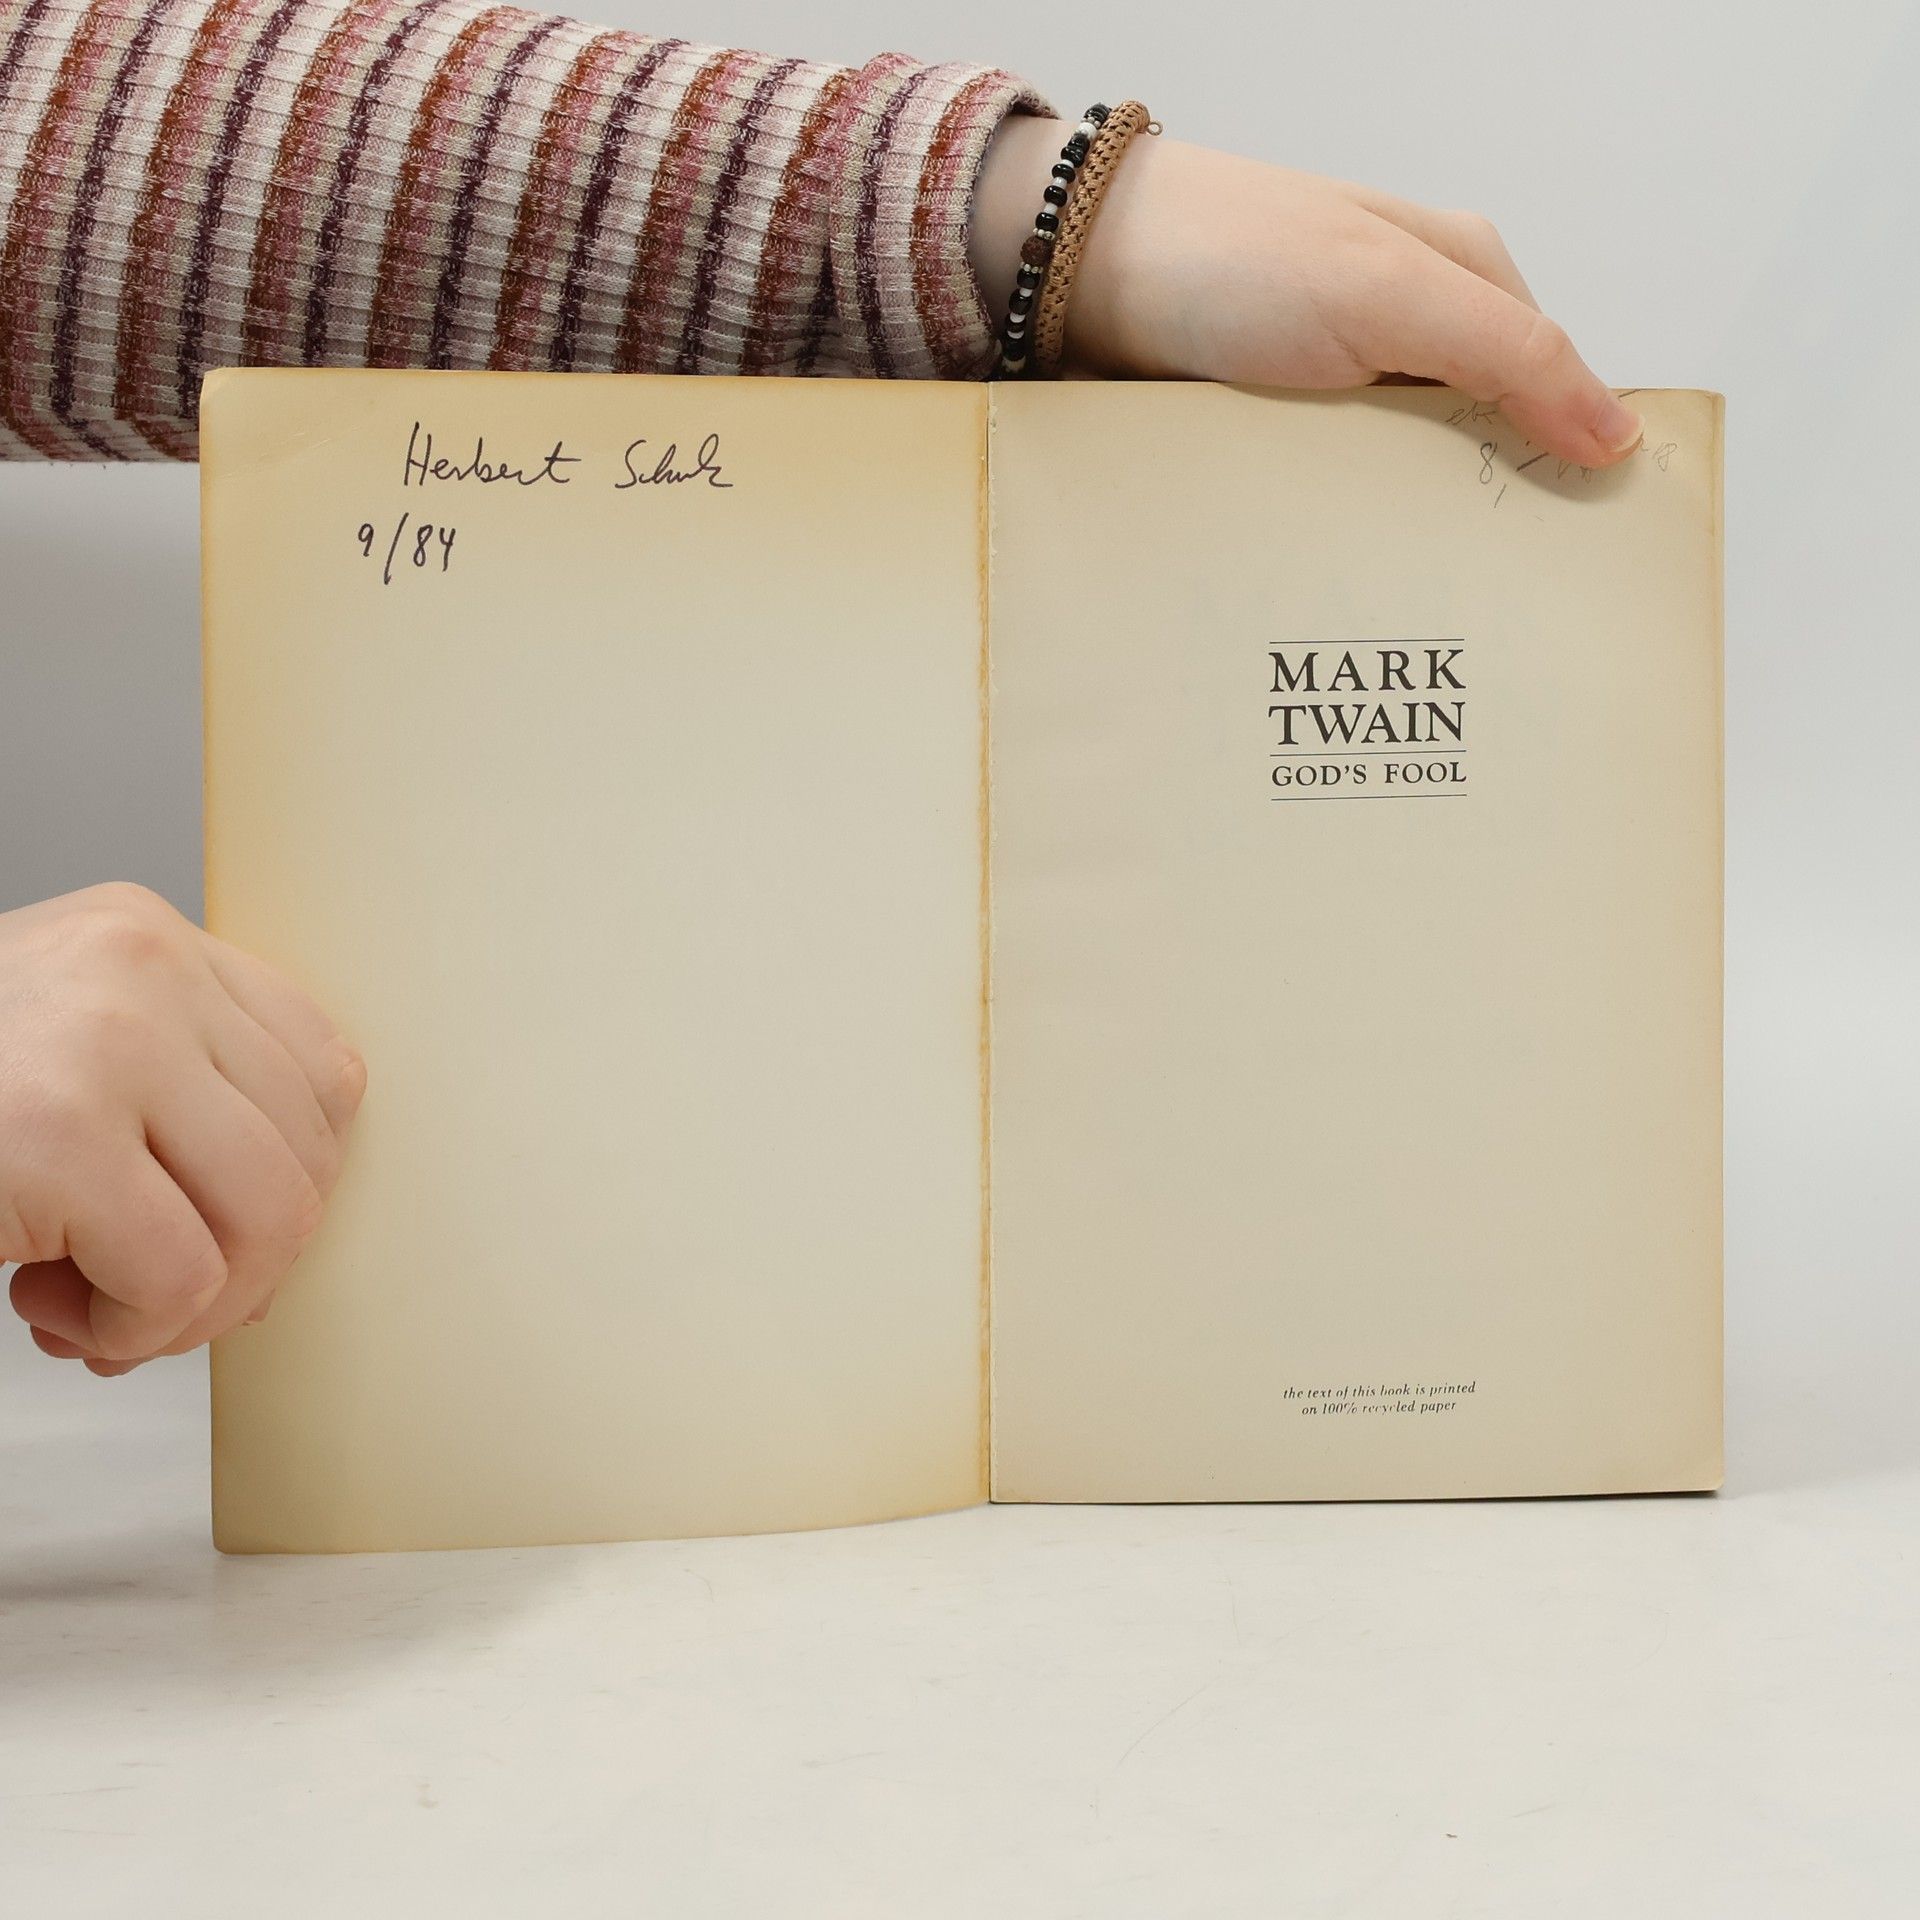 Herbert Schulz
9/84
8,
MARK
TWAIN
GOD'S FOOL
the text of this book is printed
on 100% recycled paper